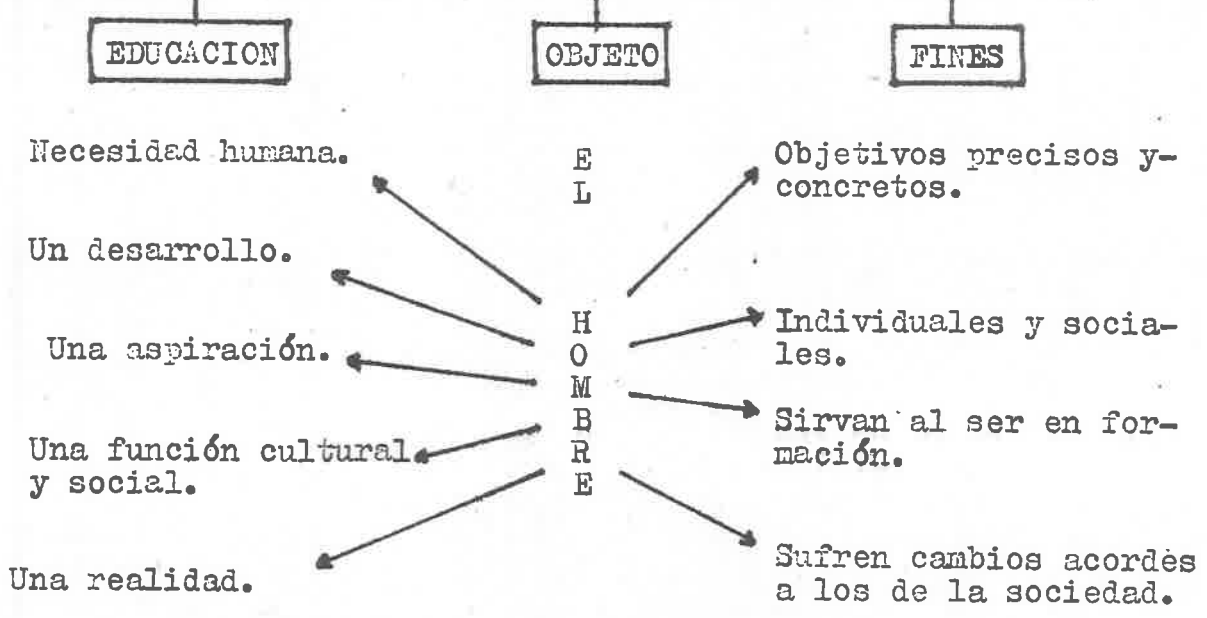 EDUCACION
OBJETO
FINES
Necesidad humana.
Un desarrollo.
Una aspiración.
Una función cultural
y social.
Una realidad.
E
L
H
O
M
B
R
E
Objetivos precisos y-
concretos.
Individuales y socia-
les.
Sirvan al ser en for-
mación.
Sufren cambios acordes
a los de la sociedad.